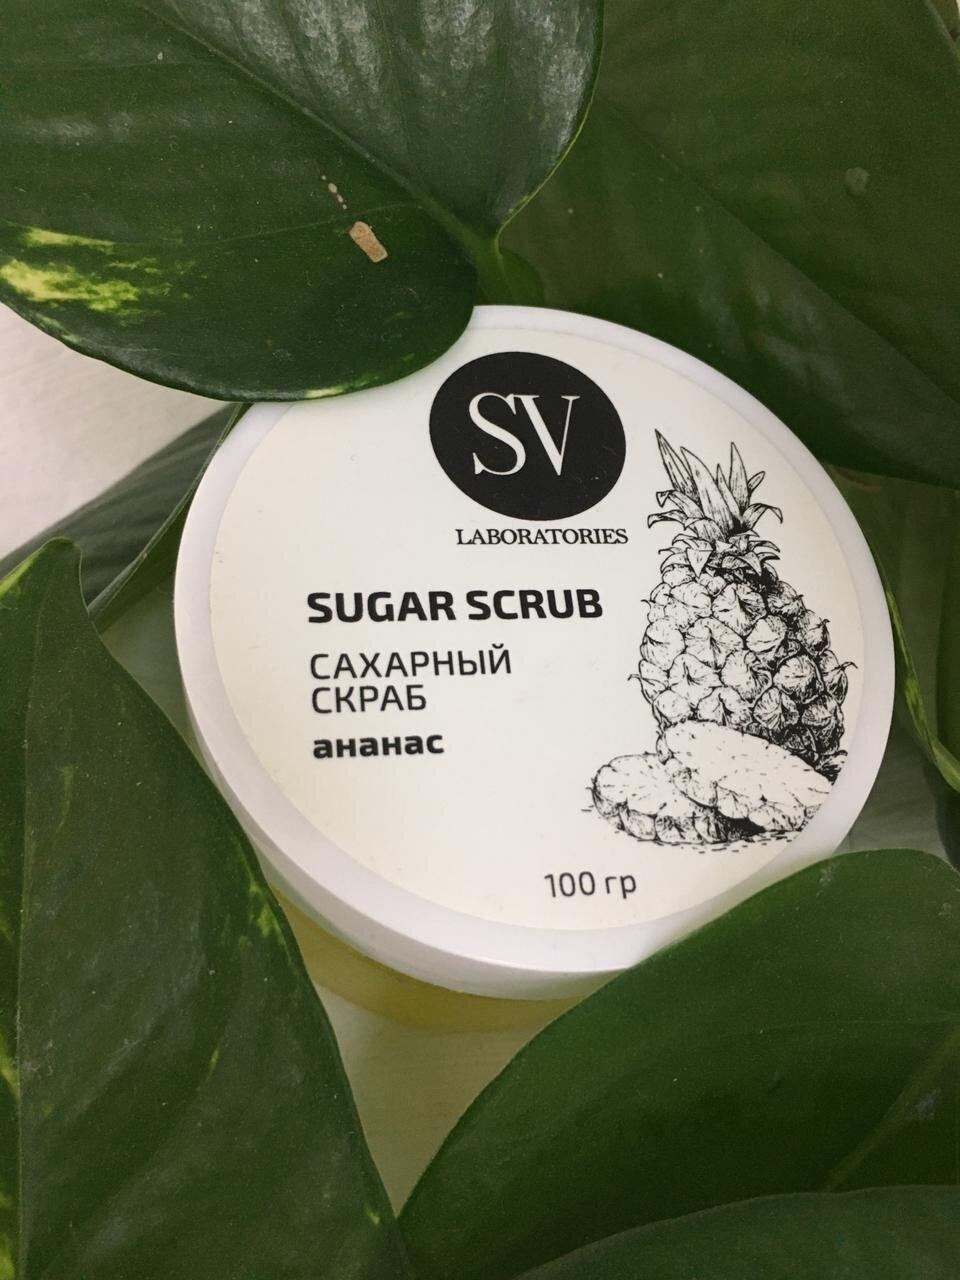 SV
LABORATORIES
SUGAR SCRUB
САХАРНЫЙ
СКРАБ
ананас
100 гр